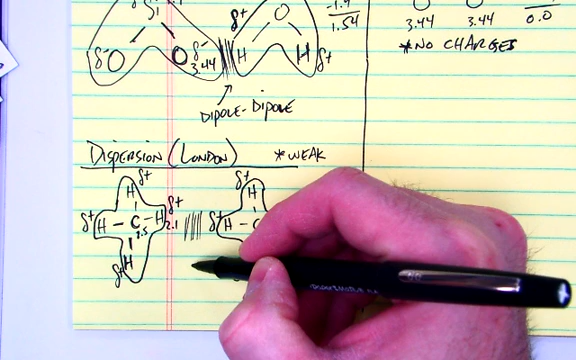 Si
δ+ O -1.9
1.54
3.44 3.44 0.0
δ- O O δ- H H δ+
3.44
*NO CHARGES
DIPOLE-DIPOLE
DISPERSION (LONDON) *WEAK
δ+ δ+
H H
δ+ H - C - H δ+ δ+ H - C
2.5 2.1
δ+ H